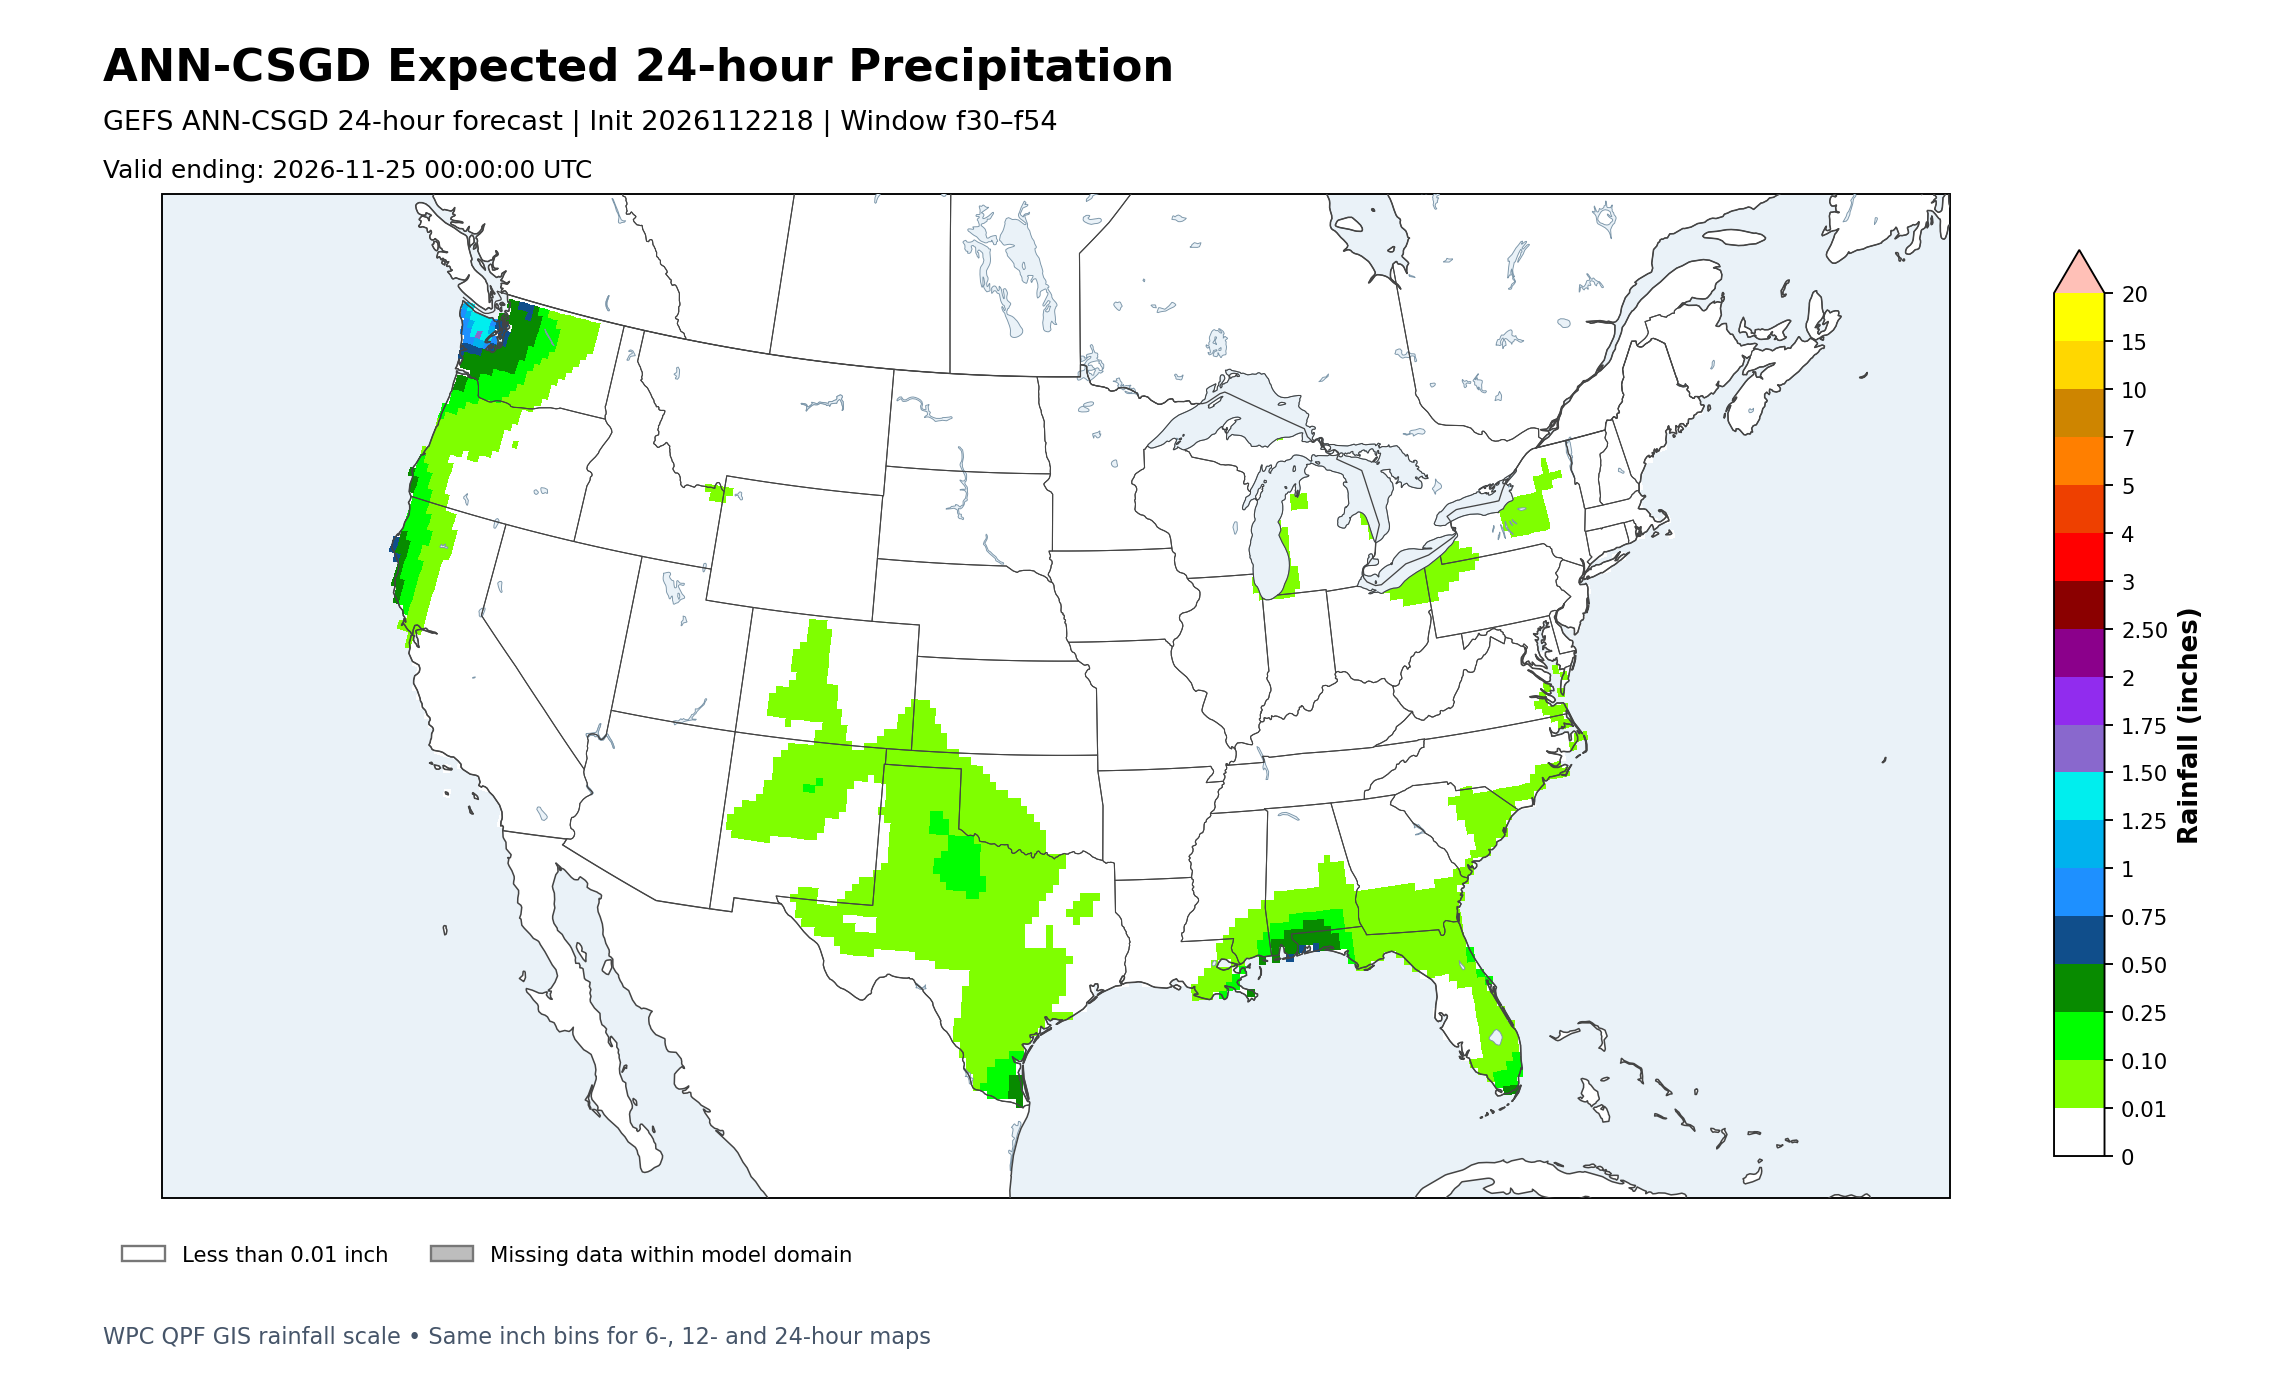 ANN-CSGD Expected 24-hour Precipitation
GEFS ANN-CSGD 24-hour forecast | Init 2026112218 | Window f30–f54
Valid ending: 2026-11-25 00:00:00 UTC
20
15
10
7
5
4
3
2.50
2
1.75
1.50
1.25
1
0.75
0.50
0.25
0.10
0.01
0
Rainfall (inches)
Less than 0.01 inch
Missing data within model domain
WPC QPF GIS rainfall scale • Same inch bins for 6-, 12- and 24-hour maps